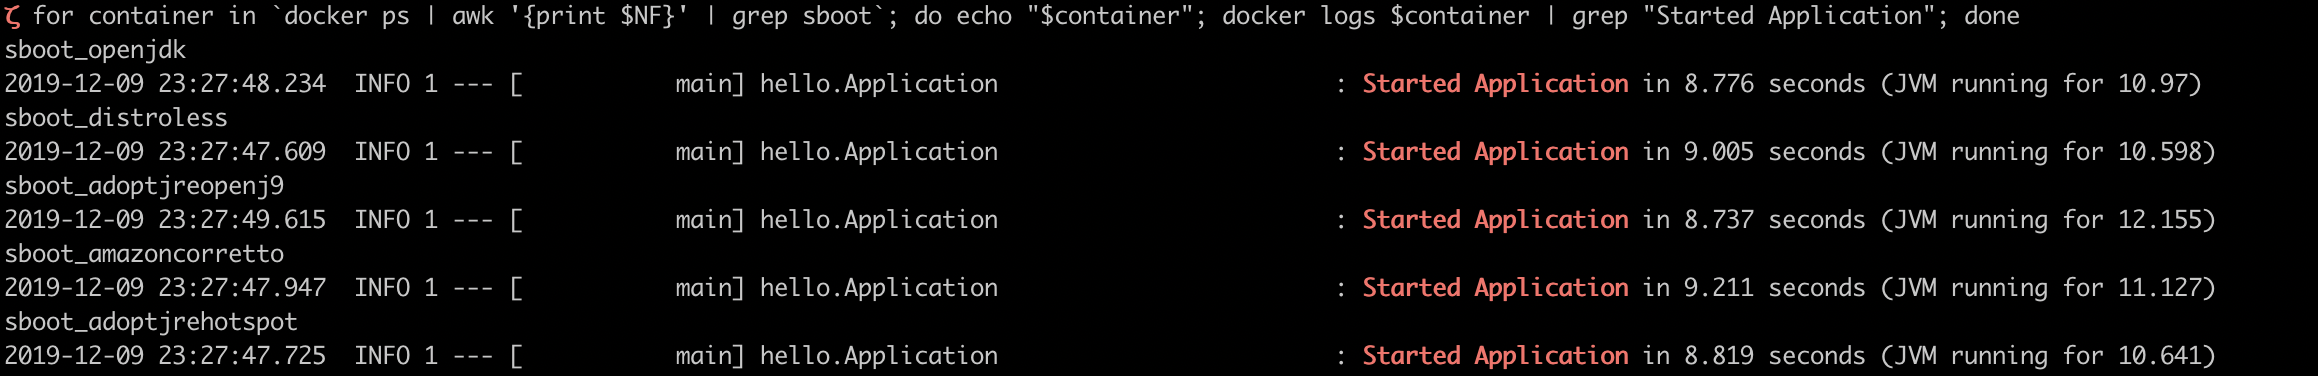 ζ for container in `docker ps | awk '{print $NF}' | grep sboot`; do echo "$container"; docker logs $container | grep "Started Application"; done
sboot_openjdk
2019-12-09 23:27:48.234  INFO 1 --- [           main] hello.Application                        : Started Application in 8.776 seconds (JVM running for 10.97)
sboot_distroless
2019-12-09 23:27:47.609  INFO 1 --- [           main] hello.Application                        : Started Application in 9.005 seconds (JVM running for 10.598)
sboot_adoptjreopenj9
2019-12-09 23:27:49.615  INFO 1 --- [           main] hello.Application                        : Started Application in 8.737 seconds (JVM running for 12.155)
sboot_amazoncorretto
2019-12-09 23:27:47.947  INFO 1 --- [           main] hello.Application                        : Started Application in 9.211 seconds (JVM running for 11.127)
sboot_adoptjrehotspot
2019-12-09 23:27:47.725  INFO 1 --- [           main] hello.Application                        : Started Application in 8.819 seconds (JVM running for 10.641)